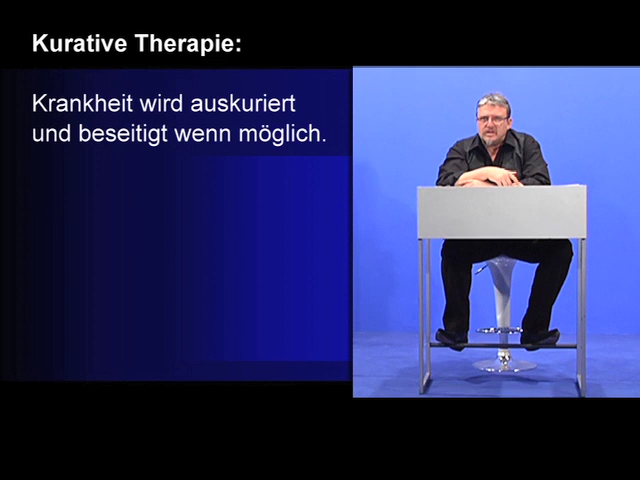 Kurative Therapie:
Krankheit wird auskuriert
und beseitigt wenn möglich.